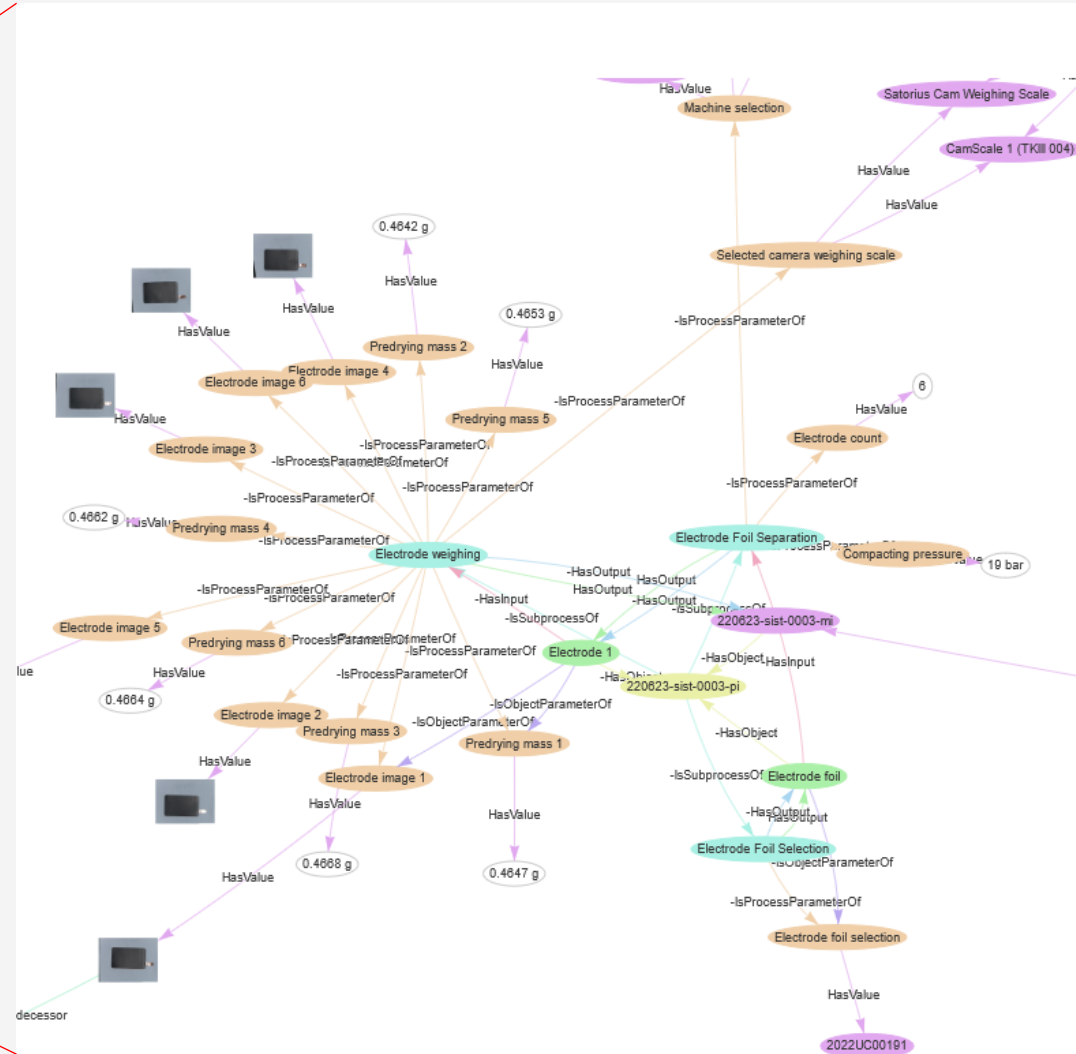 HasValue
Machine selection
Satorius Cam Weighing Scale
CamScale 1 (TKIII 004)
HasValue
HasValue
Selected camera weighing scale
0.4642 g
HasValue
HasValue
0.4653 g
-IsProcessParameterOf
HasValue
Predrying mass 2
HasValue
Electrode image 4
Electrode image 6
6
HasValue
-IsProcessParameterOf
HasValue
Predrying mass 5
Electrode count
Electrode image 3
-IsProcessParameterOf
-IsProcessParameterOf
-IsProcessParameterOf
-IsProcessParameterOf
-IsProcessParameterOf
0.4662 g
HasValue
Predrying mass 4
-IsProcessParameterOf
Electrode weighing
Electrode Foil Separation
Compacting pressure
19 bar
-HasOutput
HasOutput
HasOutput
-HasOutput
-IsProcessParameterOf
-IsProcessParameterOf
-HasInput
-IsSubprocessOf
-IsSubprocessOf
220623-sist-0003-mi
Electrode image 5
Predrying mass 6
-IsProcessParameterOf
Electrode 1
-HasObject
HasInput
HasValue
-IsProcessParameterOf
220623-sist-0003-pi
0.4664 g
-IsObjectParameterOf
Electrode image 2
-IsObjectParameterOf
Predrying mass 3
Predrying mass 1
-HasObject
HasValue
Electrode image 1
-IsSubprocessOf
Electrode foil
HasValue
HasValue
-HasOutput
HasOutput
Electrode Foil Selection
-IsObjectParameterOf
0.4668 g
0.4647 g
HasValue
-IsProcessParameterOf
Electrode foil selection
HasValue
decessor
2022UC00191